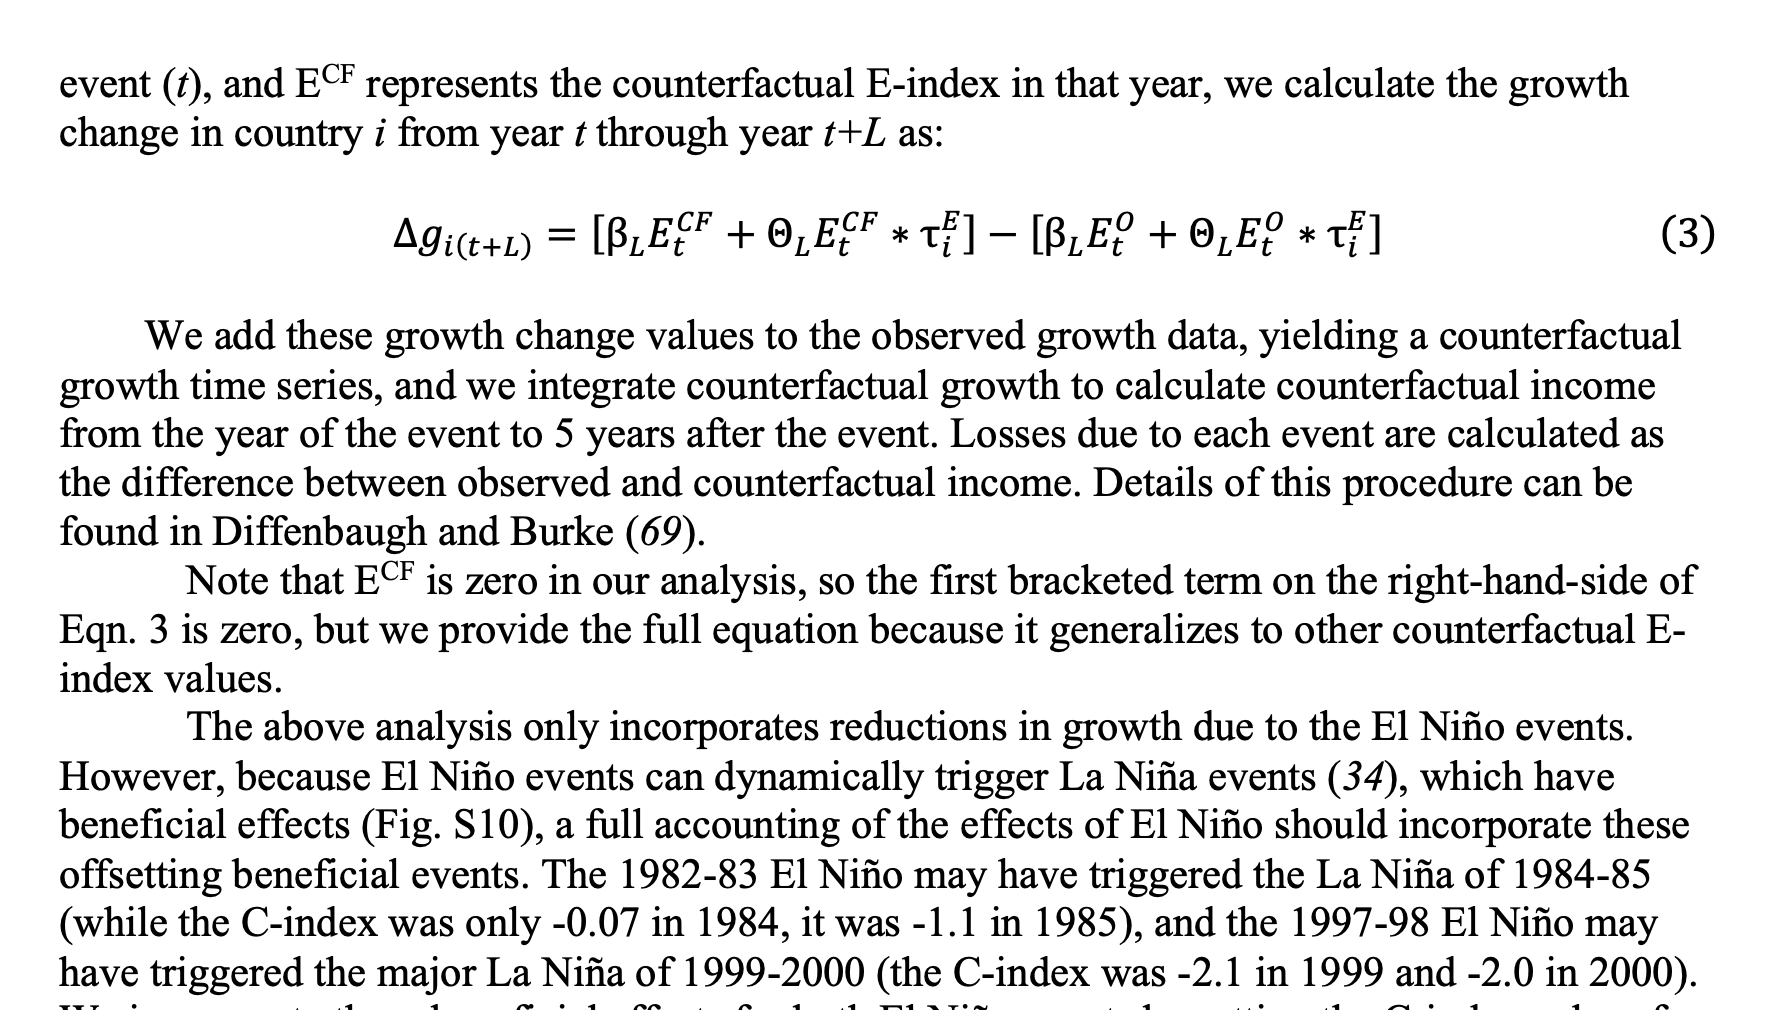 event (t), and E^CF represents the counterfactual E-index in that year, we calculate the growth
change in country i from year t through year t+L as:
Δg_i(t+L) = [β_L E_t^CF + Θ_L E_t^CF * τ_i^E] − [β_L E_t^O + Θ_L E_t^O * τ_i^E] (3)
We add these growth change values to the observed growth data, yielding a counterfactual
growth time series, and we integrate counterfactual growth to calculate counterfactual income
from the year of the event to 5 years after the event. Losses due to each event are calculated as
the difference between observed and counterfactual income. Details of this procedure can be
found in Diffenbaugh and Burke (69).
Note that E^CF is zero in our analysis, so the first bracketed term on the right-hand-side of
Eqn. 3 is zero, but we provide the full equation because it generalizes to other counterfactual E-
index values.
The above analysis only incorporates reductions in growth due to the El Niño events.
However, because El Niño events can dynamically trigger La Niña events (34), which have
beneficial effects (Fig. S10), a full accounting of the effects of El Niño should incorporate these
offsetting beneficial events. The 1982-83 El Niño may have triggered the La Niña of 1984-85
(while the C-index was only -0.07 in 1984, it was -1.1 in 1985), and the 1997-98 El Niño may
have triggered the major La Niña of 1999-2000 (the C-index was -2.1 in 1999 and -2.0 in 2000).